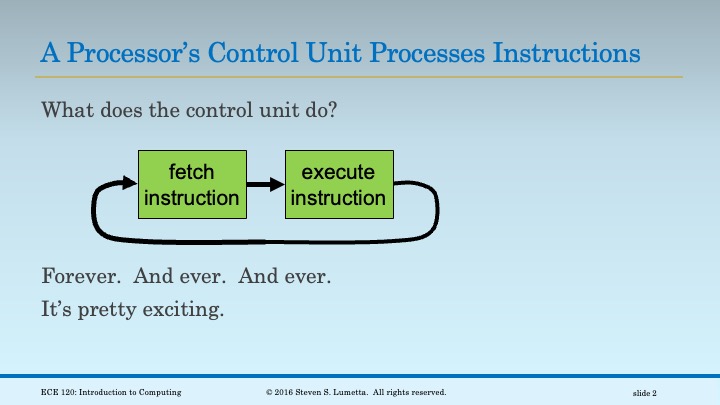 A Processor’s Control Unit Processes Instructions
What does the control unit do?
fetch
instruction
execute
instruction
Forever.  And ever.  And ever.
It’s pretty exciting.
ECE 120: Introduction to Computing
© 2016 Steven S. Lumetta.  All rights reserved.
slide 2